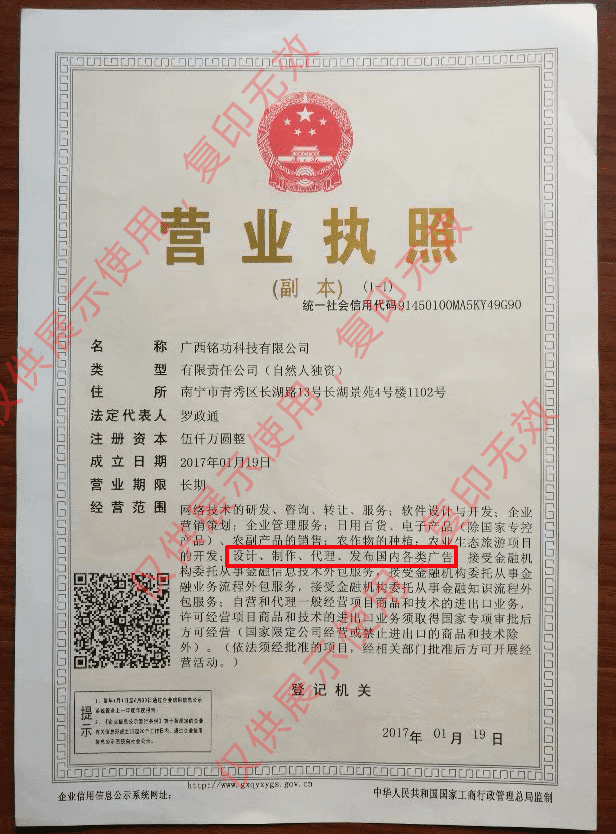 营业执照
(副 本) (1-1)
统一社会信用代码91450100MA5KY49G90
名 称 广西铭功科技有限公司
类 型 有限责任公司（自然人独资）
住 所 南宁市青秀区长湖路13号长湖景苑4号楼1102号
法定代表人 罗政通
注册资本 伍仟万圆整
成立日期 2017年01月19日
营业期限 长期
经营范围 网络技术的研发、咨询、转让、服务；软件设计与开发；企业
营销策划；企业管理服务；日用百货、电子产品（除国家专控
产品）、农副产品的销售；农作物的种植；农业生态旅游项目
的开发；设计、制作、代理、发布国内各类广告，接受金融机
构委托从事金融信息技术外包服务，接受金融机构委托从事金
融业务流程外包服务，接受金融机构委托从事金融知识流程外
包服务；自营和代理一般经营项目商品和技术的进出口业务，
许可经营项目商品和技术的进出口业务须取得国家专项审批后
方可经营（国家限定公司经营或禁止进出口的商品和技术除
外）。（依法须经批准的项目，经相关部门批准后方可开展经
营活动。）
登记机关
提示
2017年 01月 19日
http://www.gxqyxygs.gov.cn
企业信用信息公示系统网址：
中华人民共和国国家工商行政管理总局监制
仅供展示使用，复印无效
仅供展示使用，复印无效